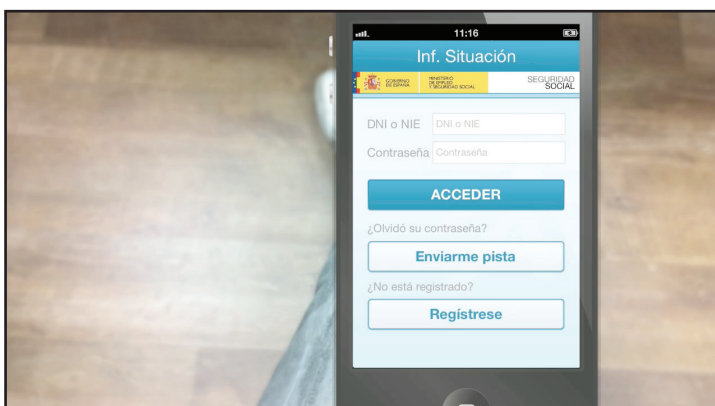 11:16
Inf. Situación
GOBIERNO DE ESPAÑA
MINISTERIO DE EMPLEO Y SEGURIDAD SOCIAL
SEGURIDAD SOCIAL
DNI o NIE DNI o NIE
Contraseña Contraseña
ACCEDER
¿Olvidó su contraseña?
Enviarme pista
¿No está registrado?
Regístrese